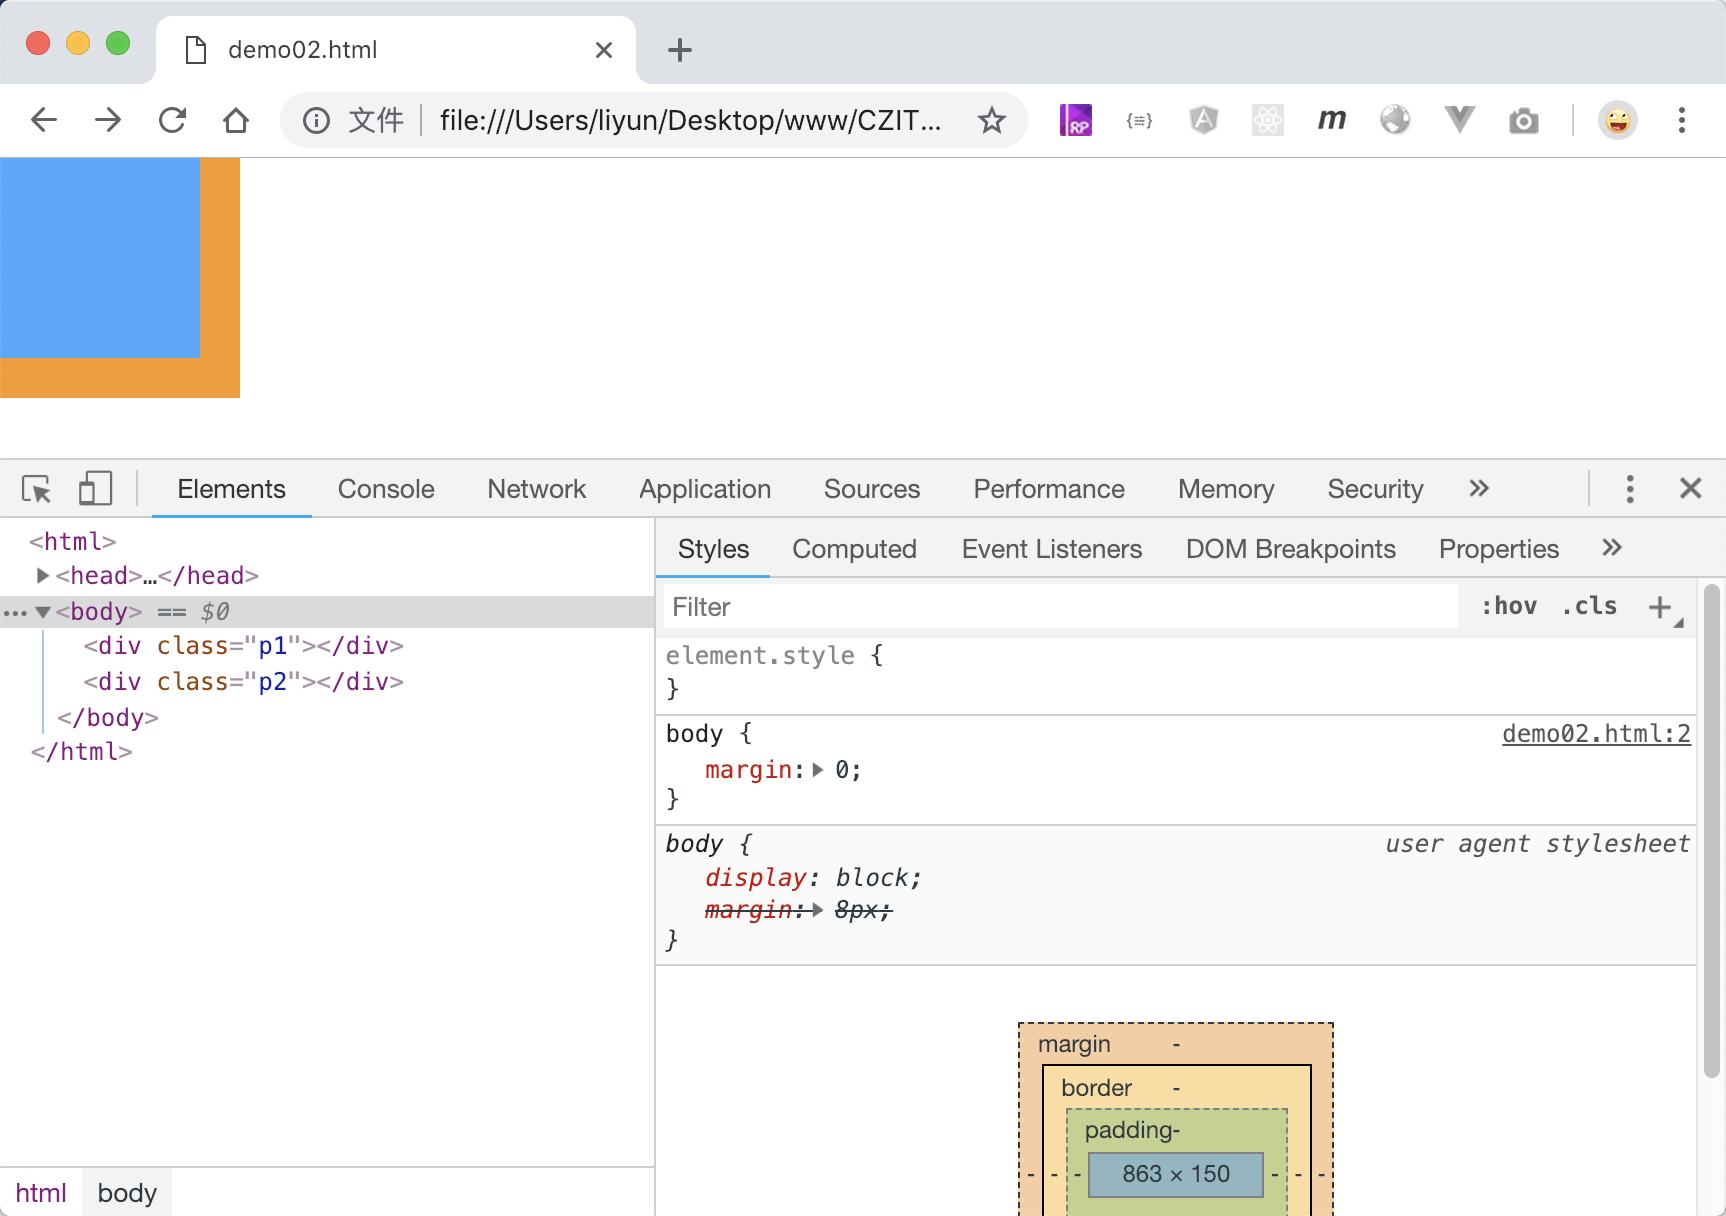 demo02.html
文件 file:///Users/liyun/Desktop/www/CZIT... RP {=} A m
Elements Console Network Application Sources Performance Memory Security »
<html>
<head>…</head>
<body> == $0
<div class="p1"></div>
<div class="p2"></div>
</body>
</html>
html body
Styles Computed Event Listeners DOM Breakpoints Properties »
Filter :hov .cls +
element.style {
}
body { demo02.html:2
margin: 0;
}
body { user agent stylesheet
display: block;
margin: 8px;
}
margin -
border -
padding-
- - - 863 × 150 - - -